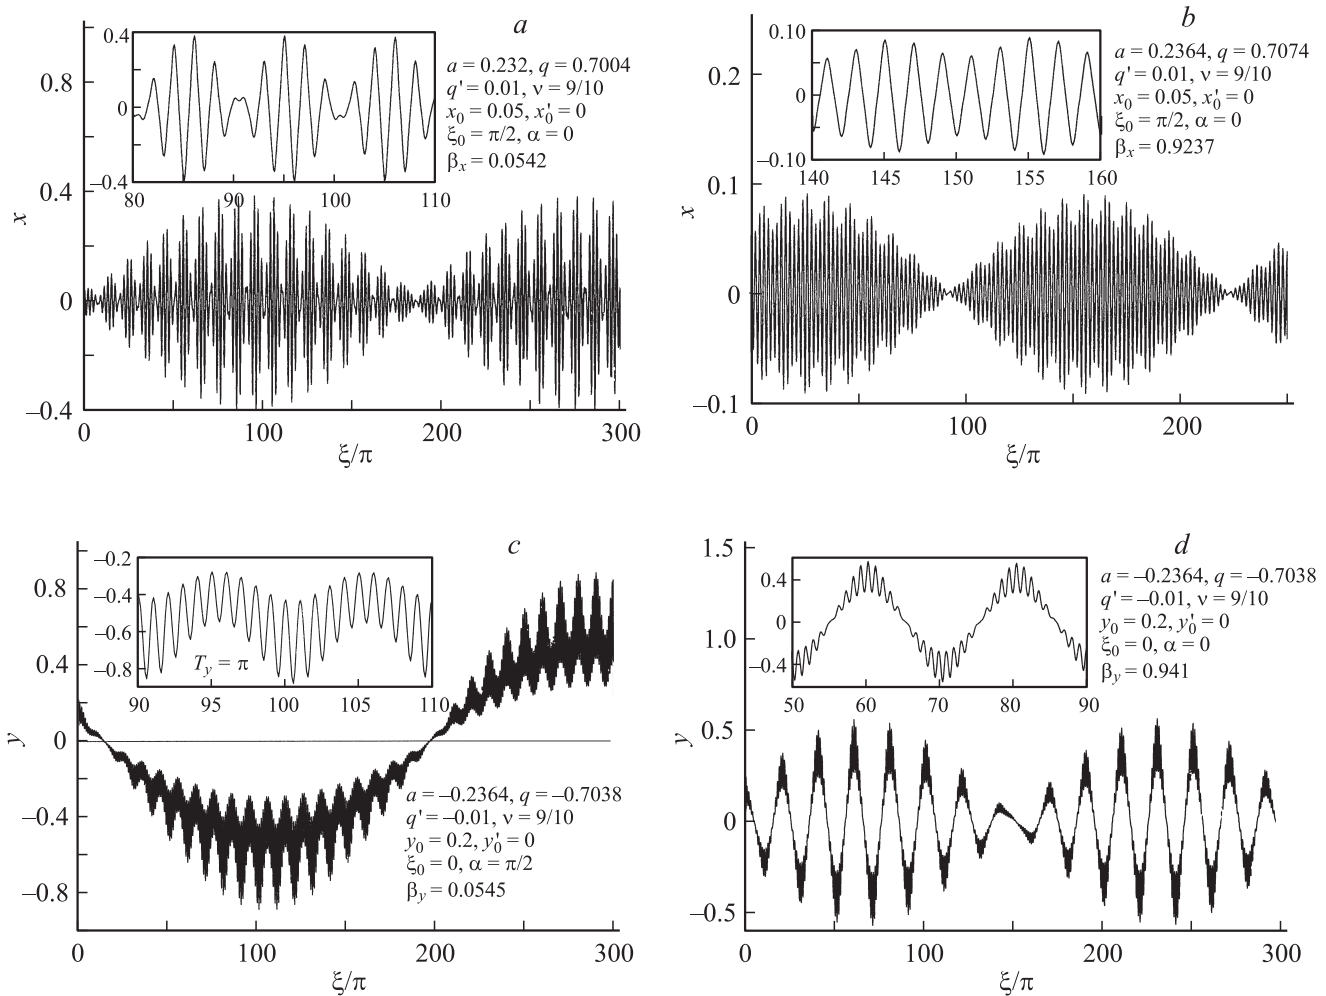 a
0.8
0.4
0
–0.4
x
0.4
0
–0.4
80 90 100 110
a = 0.232, q = 0.7004
q' = 0.01, ν = 9/10
x₀ = 0.05, x'₀ = 0
ξ₀ = π/2, α = 0
βₓ = 0.0542
0 100 200 300
ξ/π
b
0.2
0.1
0
–0.1
x
0.10
0
–0.10
140 145 150 155 160
a = 0.2364, q = 0.7074
q' = 0.01, ν = 9/10
x₀ = 0.05, x'₀ = 0
ξ₀ = π/2, α = 0
βₓ = 0.9237
0 100 200
ξ/π
c
0.8
0.4
0
–0.4
–0.8
y
–0.2
–0.4
–0.6
–0.8
T_y = π
90 95 100 105 110
a = –0.2364, q = –0.7038
q' = –0.01, ν = 9/10
y₀ = 0.2, y'₀ = 0
ξ₀ = 0, α = π/2
β_y = 0.0545
0 100 200 300
ξ/π
d
1.5
1.0
0.5
0
–0.5
y
0.4
0
–0.4
50 60 70 80 90
a = –0.2364, q = –0.7038
q' = –0.01, ν = 9/10
y₀ = 0.2, y'₀ = 0
ξ₀ = 0, α = 0
β_y = 0.941
0 100 200 300
ξ/π